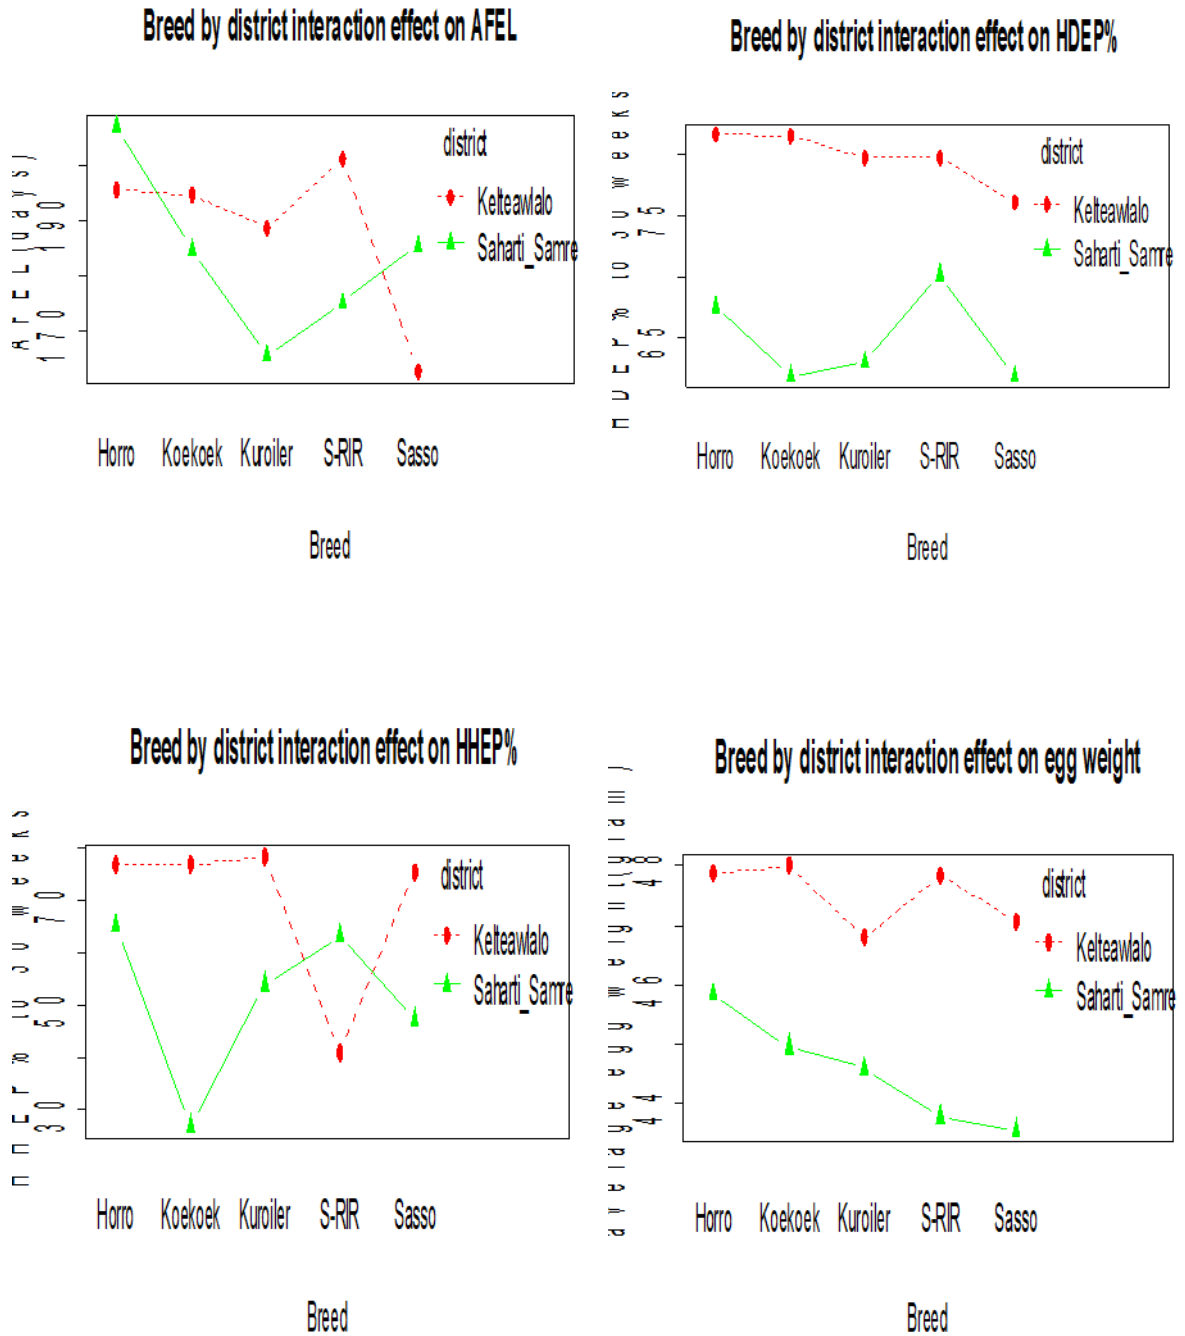 Breed by district interaction effect on AFEL
district
Kelteawlalo
Saharti_Samre
190
170
Horro Koekoek Kuroiler S-RIR Sasso
Breed
Breed by district interaction effect on HDEP%
district
Kelteawlalo
Saharti_Samre
75
65
Horro Koekoek Kuroiler S-RIR Sasso
Breed
Breed by district interaction effect on HHEP%
district
Kelteawlalo
Saharti_Samre
70
50
30
Horro Koekoek Kuroiler S-RIR Sasso
Breed
Breed by district interaction effect on egg weight
district
Kelteawlalo
Saharti_Samre
48
46
44
Horro Koekoek Kuroiler S-RIR Sasso
Breed